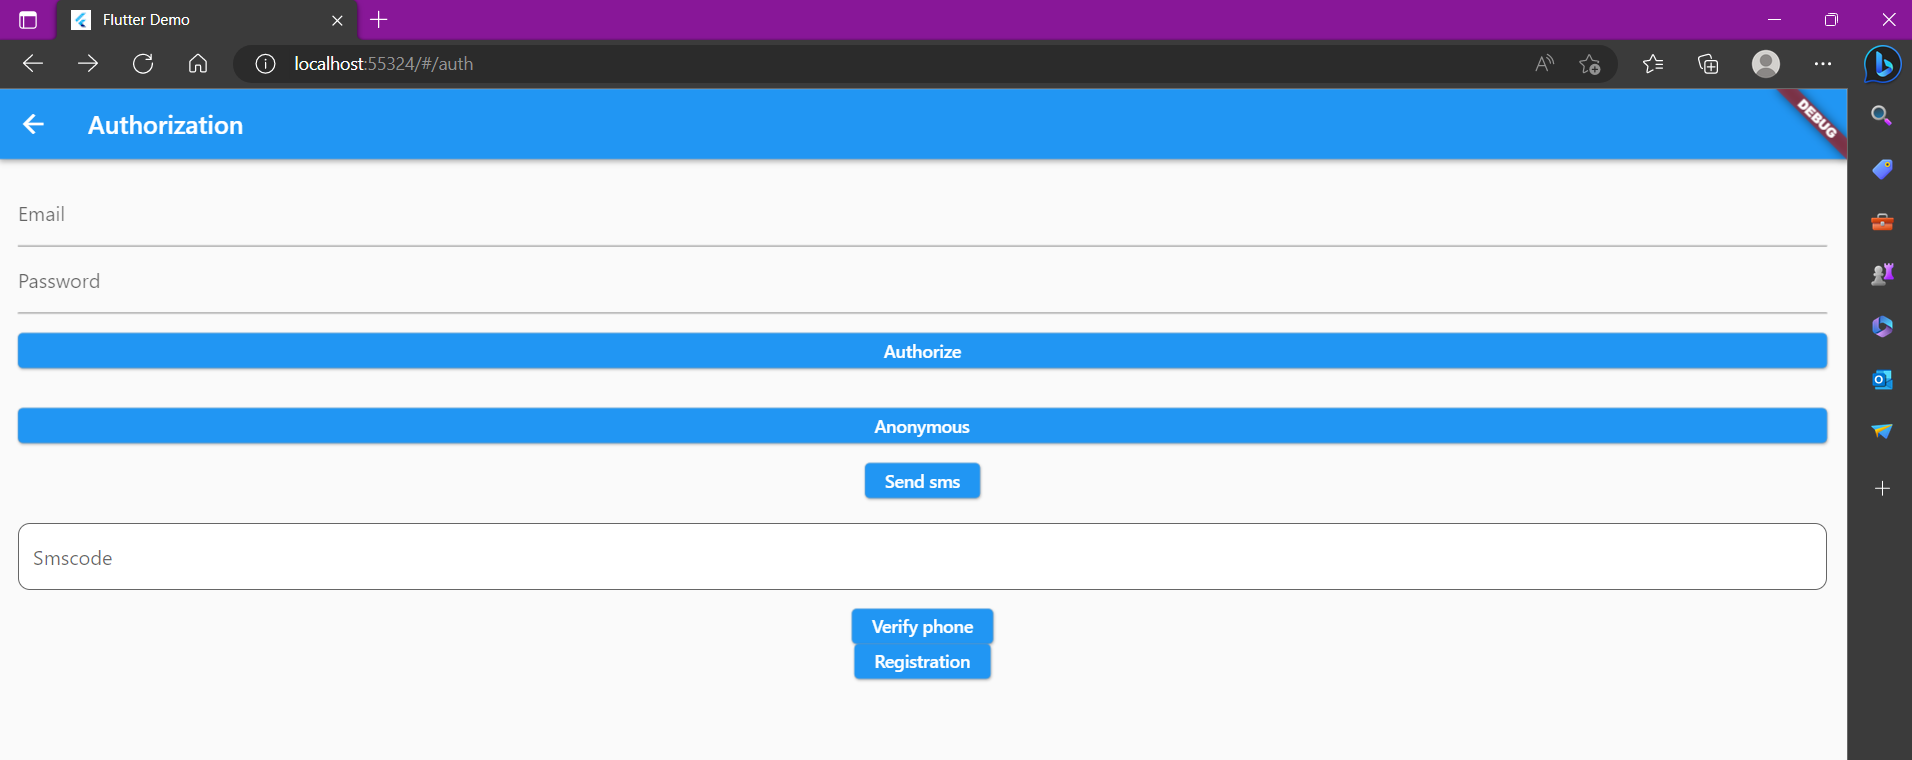 Flutter Demo
localhost:55324/#/auth
Authorization
DEBUG
Email
Password
Authorize
Anonymous
Send sms
Smscode
Verify phone
Registration